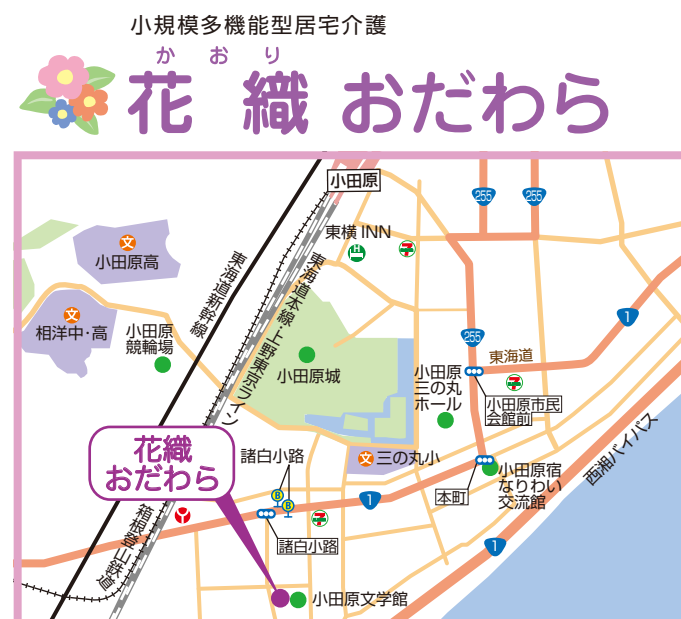 小規模多機能型居宅介護
かおり
花織 おだわら
小田原
255
255
東横 INN
H
7
文
小田原高
東海道新幹線
東海道本線・上野東京ライン
文
相洋中・高
小田原
競輪場
小田原城
255
東海道
1
小田原
三の丸
ホール
7
小田原市民
会館前
西湘バイパス
花織
おだわら
諸白小路
文
三の丸小
小田原宿
なりわい
交流館
本町
B
B
1
7
諸白小路
1
箱根登山鉄道
小田原文学館